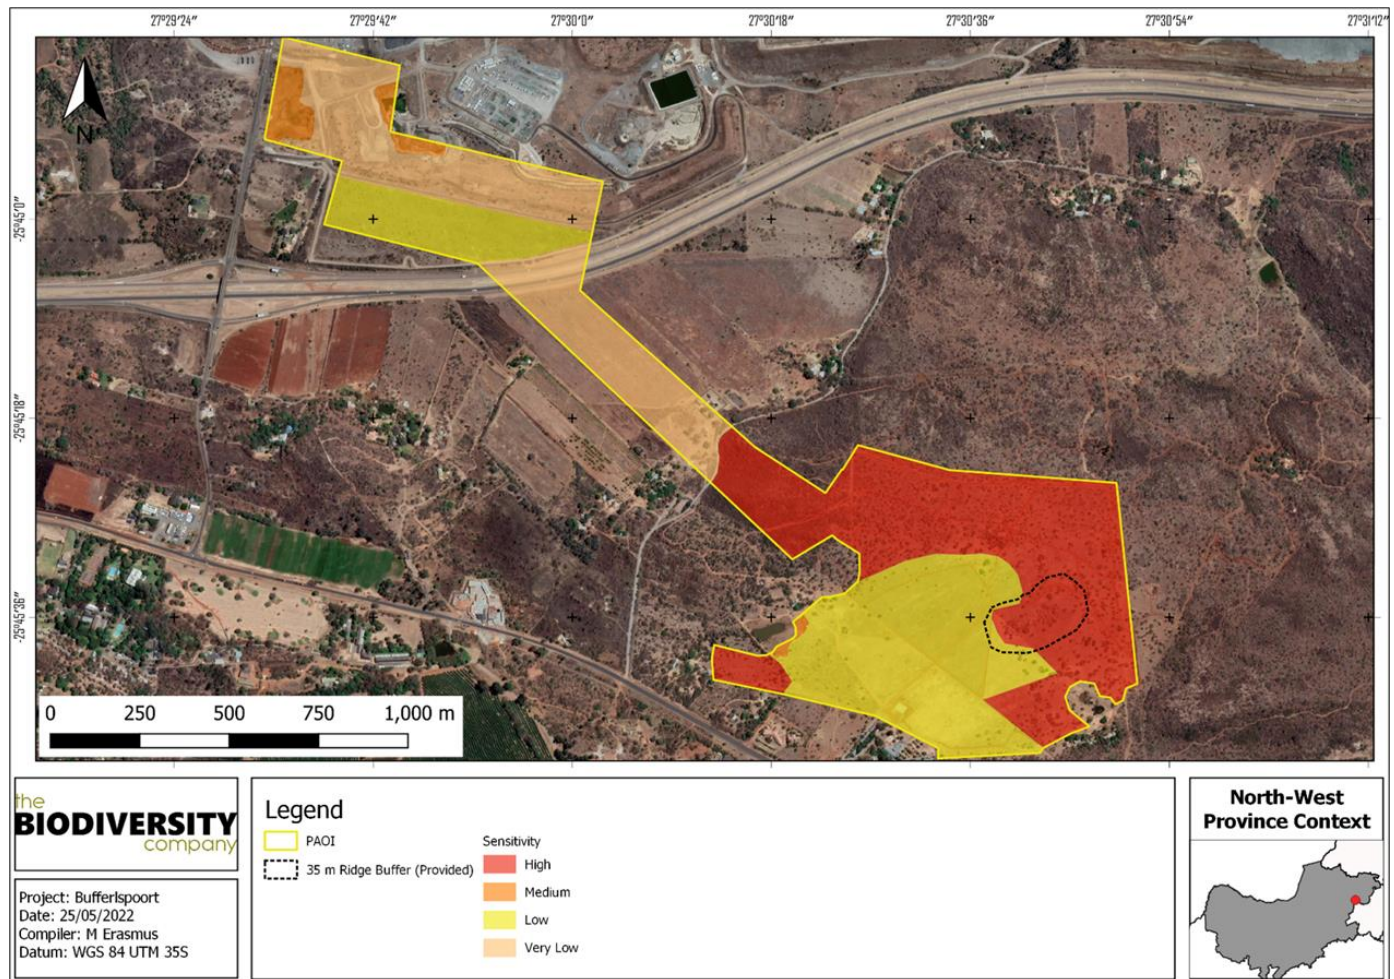 27°29'24" 27°29'42" 27°30'0" 27°30'18" 27°30'36" 27°30'54" 27°31'12"
-25°45'0"
-25°45'18"
-25°45'36"
N
0 250 500 750 1,000 m
the
BIODIVERSITY
company
Project: Bufferlspoort
Date: 25/05/2022
Compiler: M Erasmus
Datum: WGS 84 UTM 35S
Legend
PAOI
35 m Ridge Buffer (Provided)
Sensitivity
High
Medium
Low
Very Low
North-West
Province Context